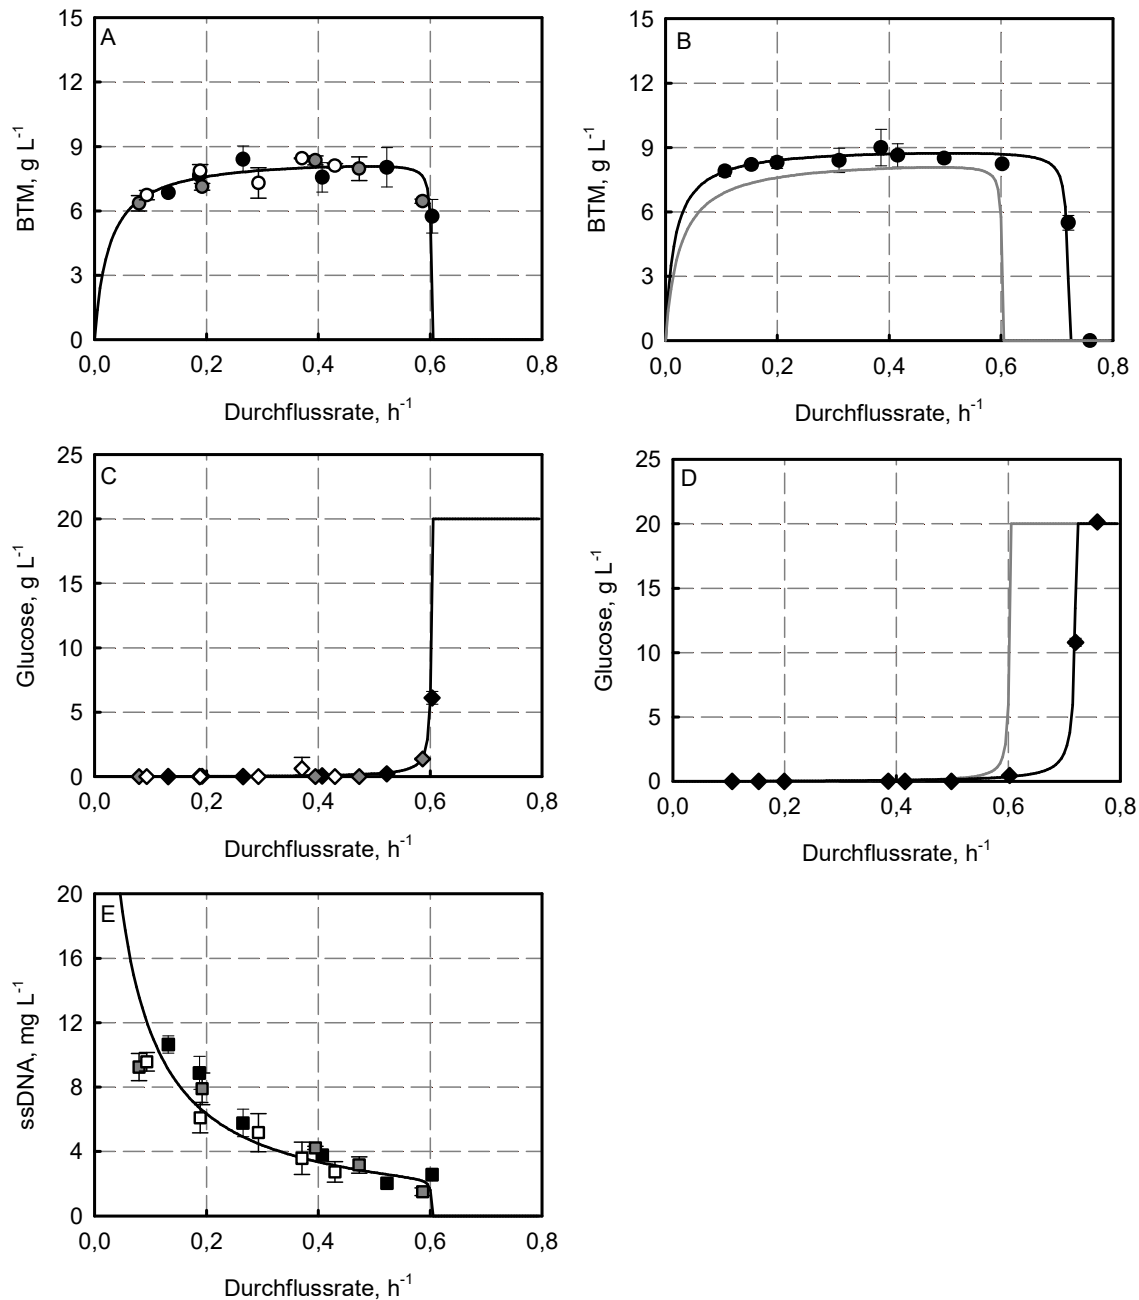 A
15
12
9
6
3
0
BTM, g L-1
0,0 0,2 0,4 0,6 0,8
Durchflussrate, h-1
B
15
12
9
6
3
0
BTM, g L-1
0,0 0,2 0,4 0,6 0,8
Durchflussrate, h-1
C
25
20
15
10
5
0
Glucose, g L-1
0,0 0,2 0,4 0,6 0,8
Durchflussrate, h-1
D
25
20
15
10
5
0
Glucose, g L-1
0,0 0,2 0,4 0,6 0,8
Durchflussrate, h-1
E
20
16
12
8
4
0
ssDNA, mg L-1
0,0 0,2 0,4 0,6 0,8
Durchflussrate, h-1